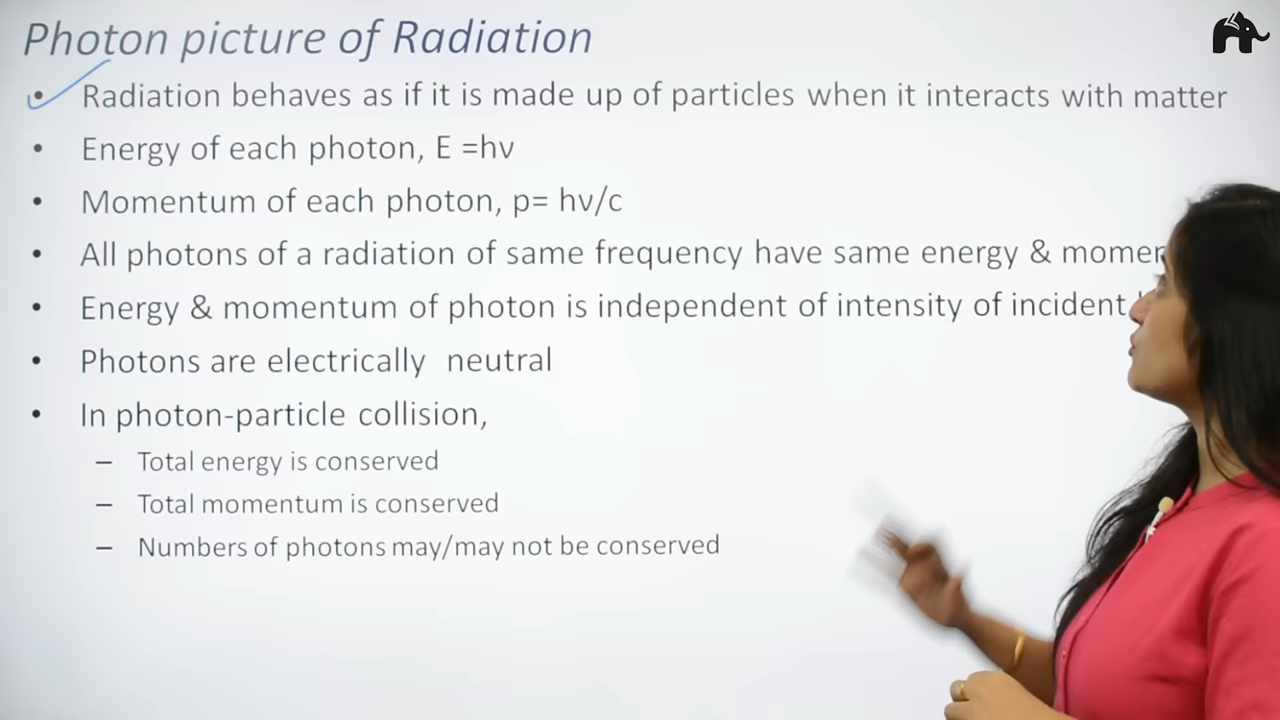 Photon picture of Radiation
• Radiation behaves as if it is made up of particles when it interacts with matter
• Energy of each photon, E =hν
• Momentum of each photon, p= hν/c
• All photons of a radiation of same frequency have same energy & momen
• Energy & momentum of photon is independent of intensity of incident
• Photons are electrically neutral
• In photon-particle collision,
– Total energy is conserved
– Total momentum is conserved
– Numbers of photons may/may not be conserved